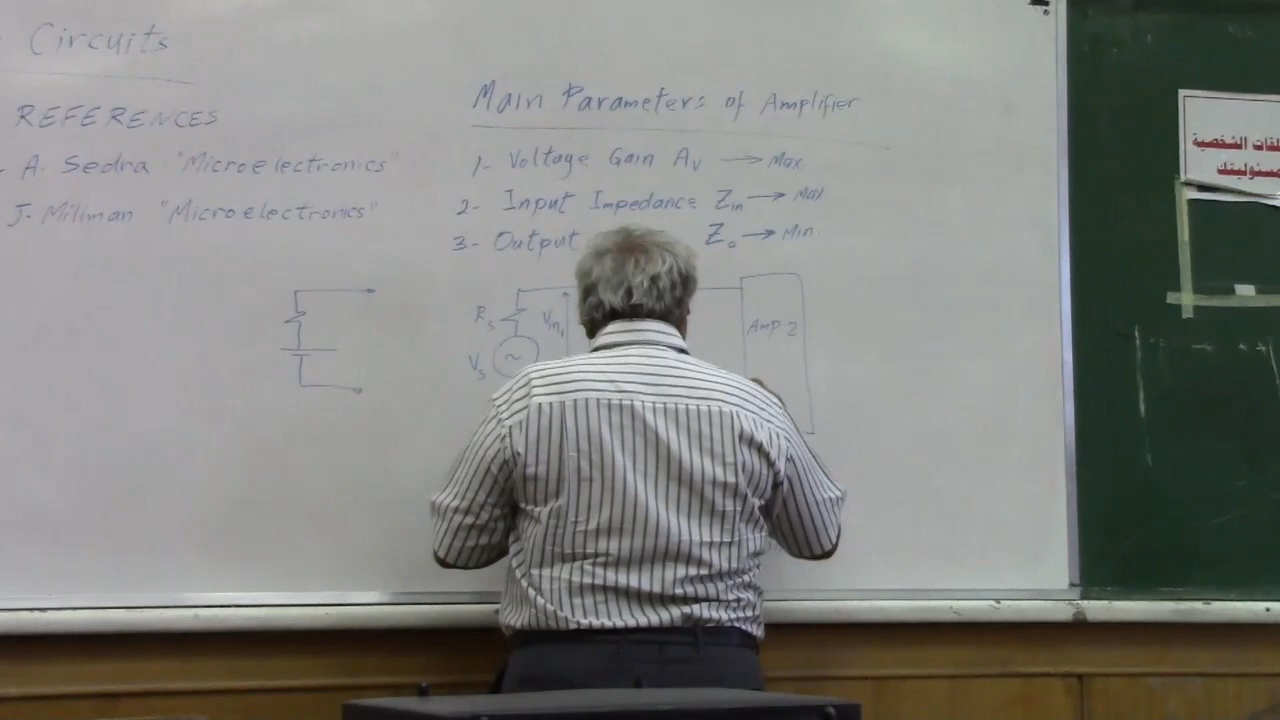 Circuits
REFERENCES
- A. Sedra "Microelectronics"
J. Millman "Microelectronics"
Main Parameters of Amplifier
1- Voltage Gain Av → Max
2- Input Impedance Zin → Max
3- Output Zo → Min
Rs
Vin1
Vs
~
Amp 2
الشخصية